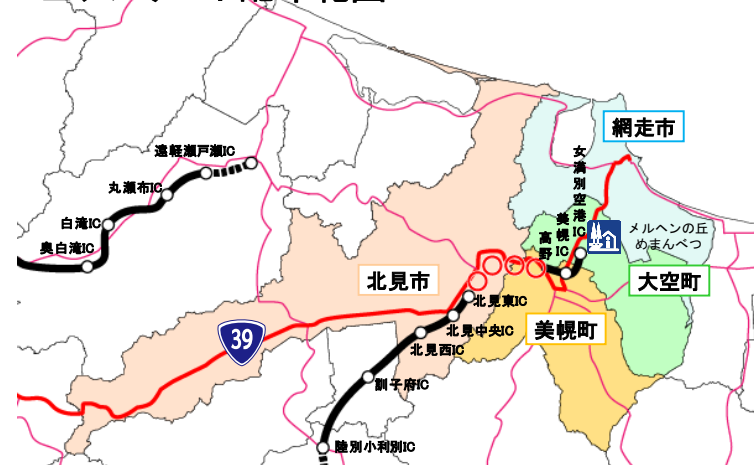 網走市
女満別空港IC
遠軽瀬戸瀬IC
丸瀬布IC
白滝IC
奥白滝IC
美幌IC
高野
メルヘンの丘
めまんべつ
北見市
大空町
北見東IC
北見中央IC
美幌町
39
北見西IC
訓子府IC
陸別小利別IC